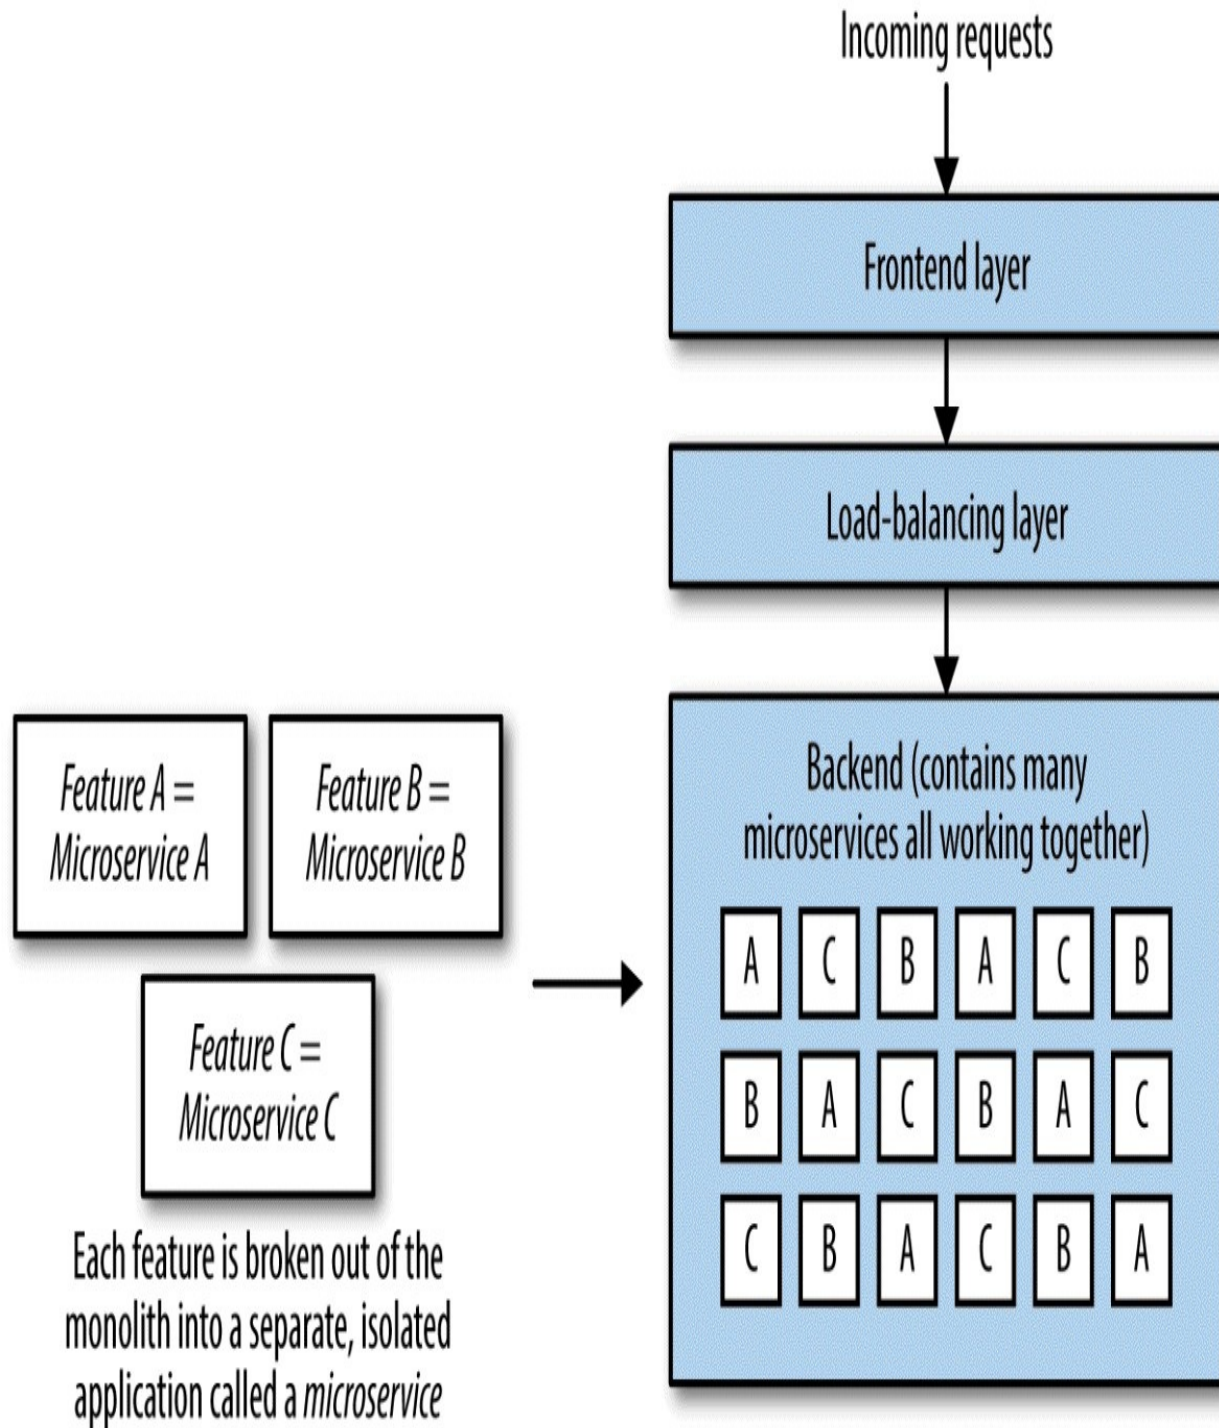 Incoming requests
Frontend layer
Load-balancing layer
Feature A =
Microservice A
Feature B =
Microservice B
Feature C =
Microservice C
Each feature is broken out of the
monolith into a separate, isolated
application called a microservice
Backend (contains many
microservices all working together)
A C B A C B
B A C B A C
C B A C B A